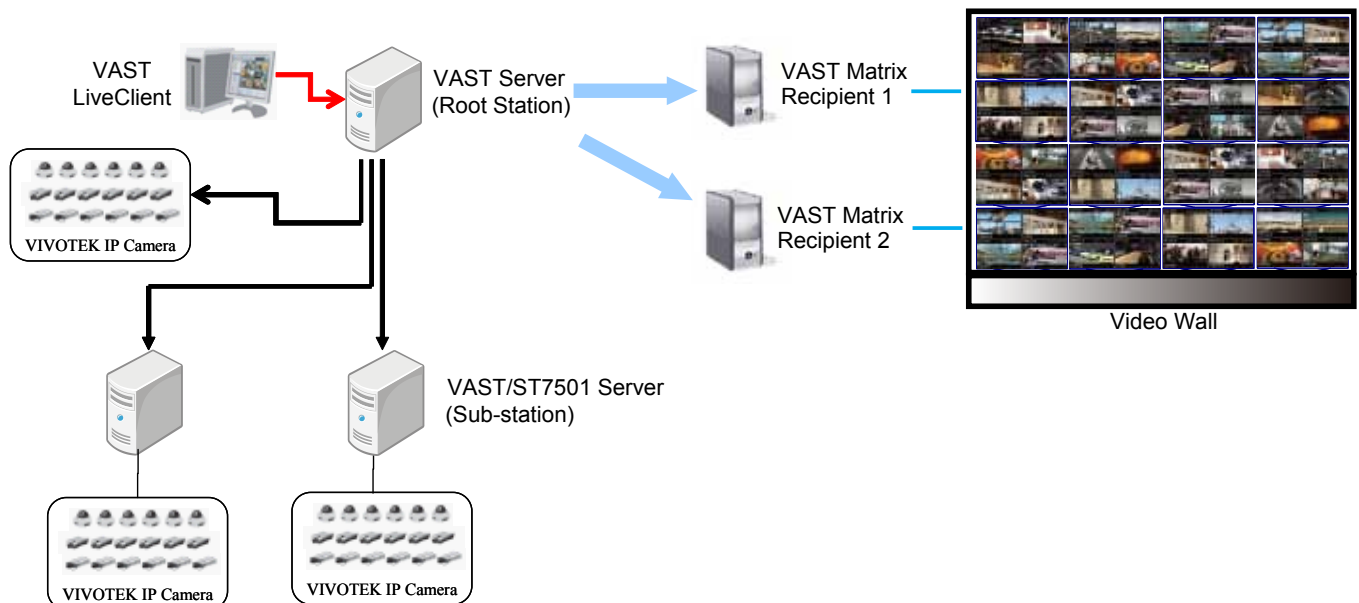 VAST
LiveClient
VAST Server
(Root Station)
VAST Matrix
Recipient 1
VIVOTEK IP Camera
VAST Matrix
Recipient 2
Video Wall
VAST/ST7501 Server
(Sub-station)
VIVOTEK IP Camera
VIVOTEK IP Camera